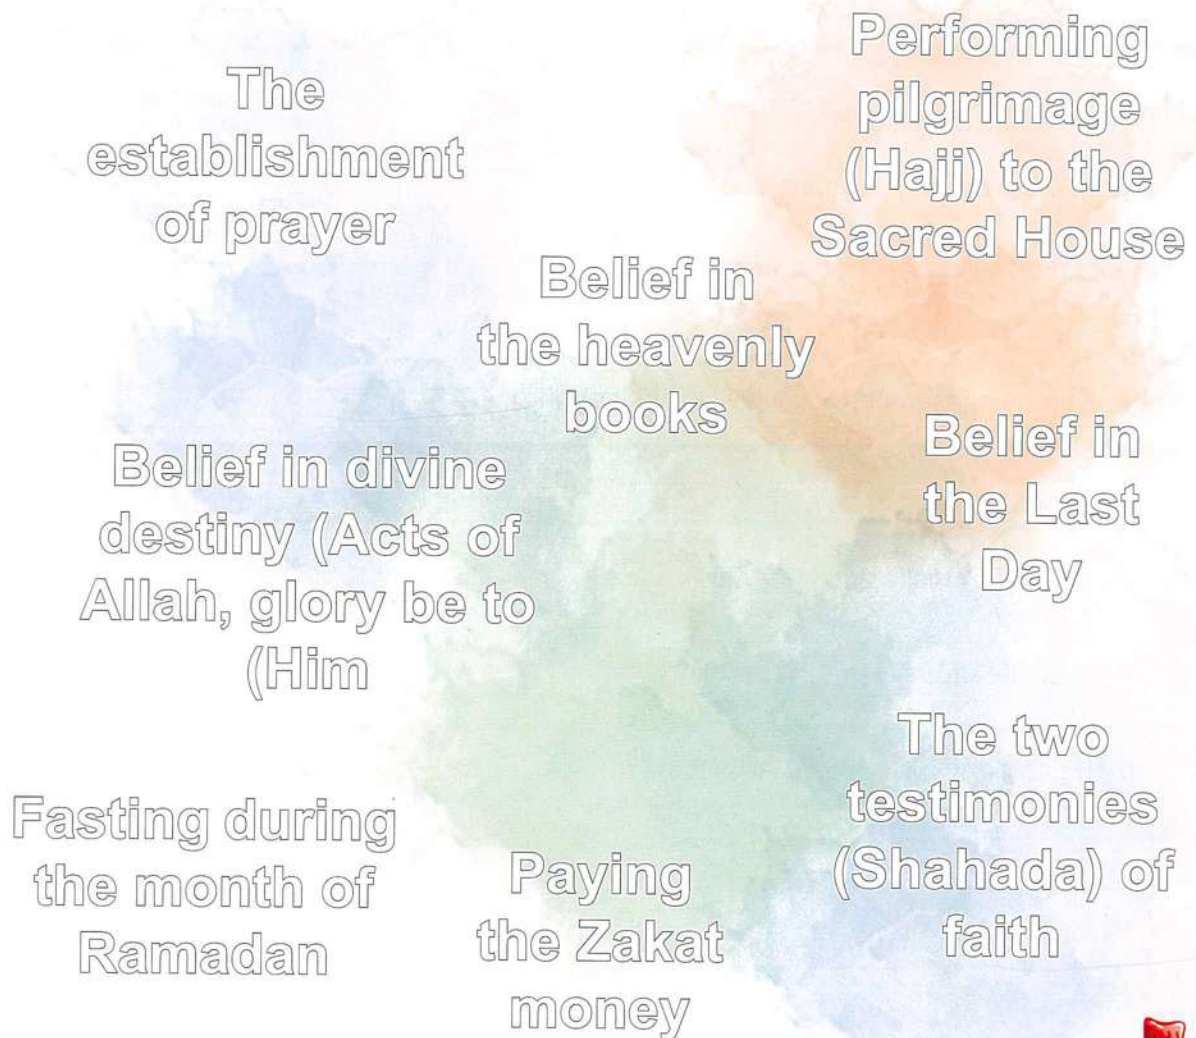 The
establishment
of prayer
Performing
pilgrimage
(Hajj) to the
Sacred House
Belief in
the heavenly
books
Belief in divine
destiny (Acts of
Allah, glory be to
(Him
Belief in
the Last
Day
The two
testimonies
(Shahada) of
faith
Fasting during
the month of
Ramadan
Paying
the Zakat
money